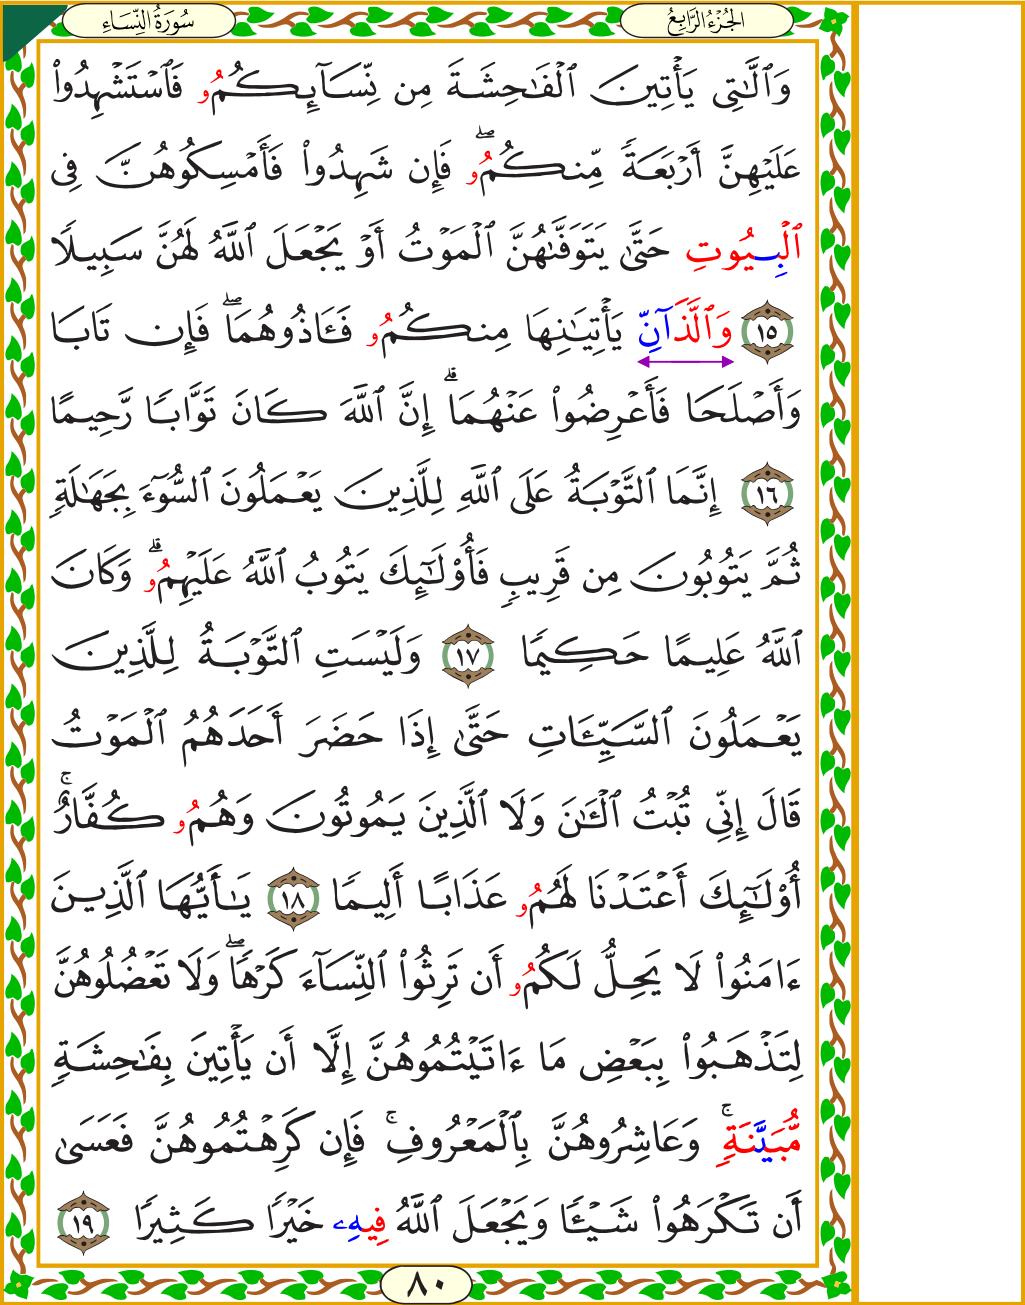 الجُزْءُ الرَّابِعُ
سُورَةُ النِّسَاءِ
وَٱلَّٰتِى يَأۡتِينَ ٱلۡفَٰحِشَةَ مِن نِّسَآئِكُمُۥ فَٱسۡتَشۡهِدُواْ
عَلَيۡهِنَّ أَرۡبَعَةٗ مِّنكُمُۥۖ فَإِن شَهِدُواْ فَأَمۡسِكُوهُنَّ فِى
ٱلۡبِيُوتِ حَتَّىٰ يَتَوَفَّىٰهُنَّ ٱلۡمَوۡتُ أَوۡ يَجۡعَلَ ٱللَّهُ لَهُنَّ سَبِيلٗا
١٥ وَٱلَّذَآنِّ يَأۡتِيَٰنِهَا مِنكُمُۥ فَـَٔاذُوهُمَاۖ فَإِن تَابَا
وَأَصۡلَحَا فَأَعۡرِضُواْ عَنۡهُمَاۗ إِنَّ ٱللَّهَ كَانَ تَوَّابٗا رَّحِيمًا
١٦ إِنَّمَا ٱلتَّوۡبَةُ عَلَى ٱللَّهِ لِلَّذِينَ يَعۡمَلُونَ ٱلسُّوٓءَ بِجَهَٰلَةٖ
ثُمَّ يَتُوبُونَ مِن قَرِيبٖ فَأُوْلَٰٓئِكَ يَتُوبُ ٱللَّهُ عَلَيۡهِمُۥۗ وَكَانَ
ٱللَّهُ عَلِيمًا حَكِيمٗا ١٧ وَلَيۡسَتِ ٱلتَّوۡبَةُ لِلَّذِينَ
يَعۡمَلُونَ ٱلسَّيِّـَٔاتِ حَتَّىٰٓ إِذَا حَضَرَ أَحَدَهُمُ ٱلۡمَوۡتُ
قَالَ إِنِّى تُبۡتُ ٱلۡـَٰٔنَ وَلَا ٱلَّذِينَ يَمُوتُونَ وَهُمُۥ كُفَّارٌۚ
أُوْلَٰٓئِكَ أَعۡتَدۡنَا لَهُمُۥ عَذَابًا أَلِيمٗا ١٨ يَٰٓأَيُّهَا ٱلَّذِينَ
ءَامَنُواْ لَا يَحِلُّ لَكُمُۥ أَن تَرِثُواْ ٱلنِّسَآءَ كَرۡهٗاۖ وَلَا تَعۡضُلُوهُنَّ
لِتَذۡهَبُواْ بِبَعۡضِ مَا ءَاتَيۡتُمُوهُنَّ إِلَّا أَن يَأۡتِينَ بِفَٰحِشَةٖ
مُّبَيَّنَةٖۚ وَعَاشِرُوهُنَّ بِٱلۡمَعۡرُوفِۚ فَإِن كَرِهۡتُمُوهُنَّ فَعَسَىٰ
أَن تَكۡرَهُواْ شَيۡـٔٗا وَيَجۡعَلَ ٱللَّهُ فِيهِۦ خَيۡرٗا كَثِيرٗا ١٩
٨٠